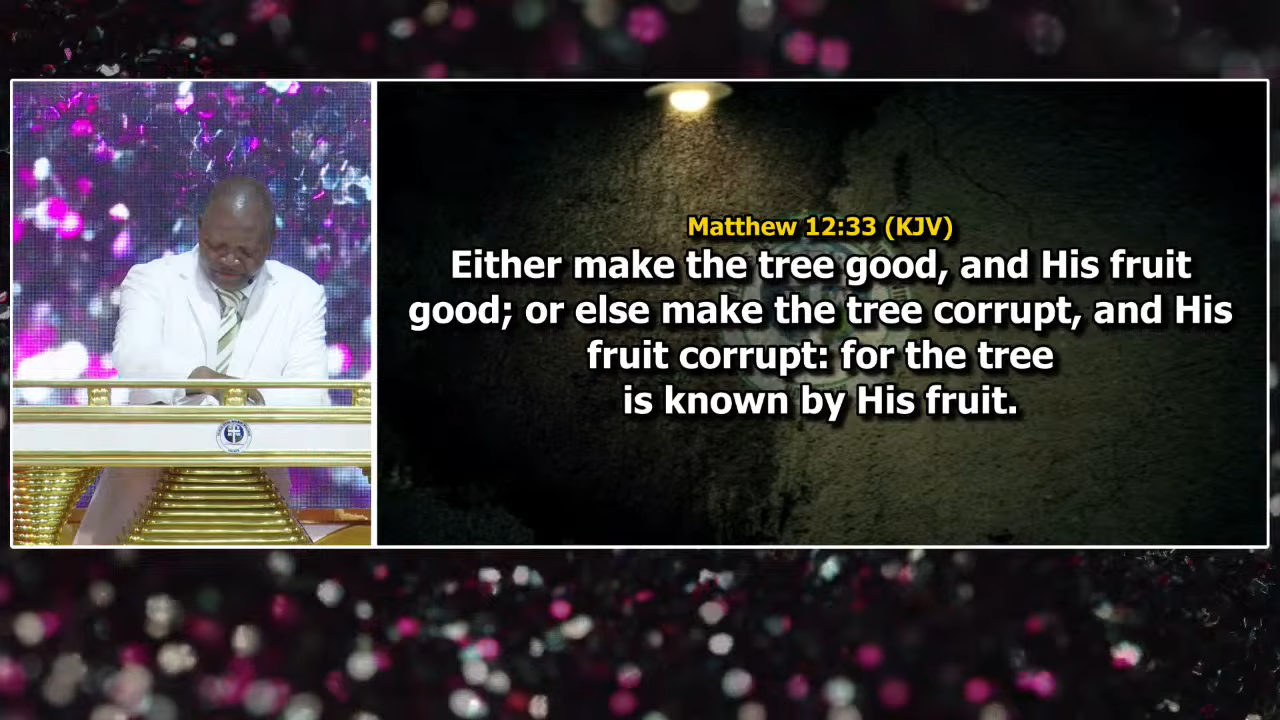 Matthew 12:33 (KJV)
Either make the tree good, and His fruit
good; or else make the tree corrupt, and His
fruit corrupt: for the tree
is known by His fruit.